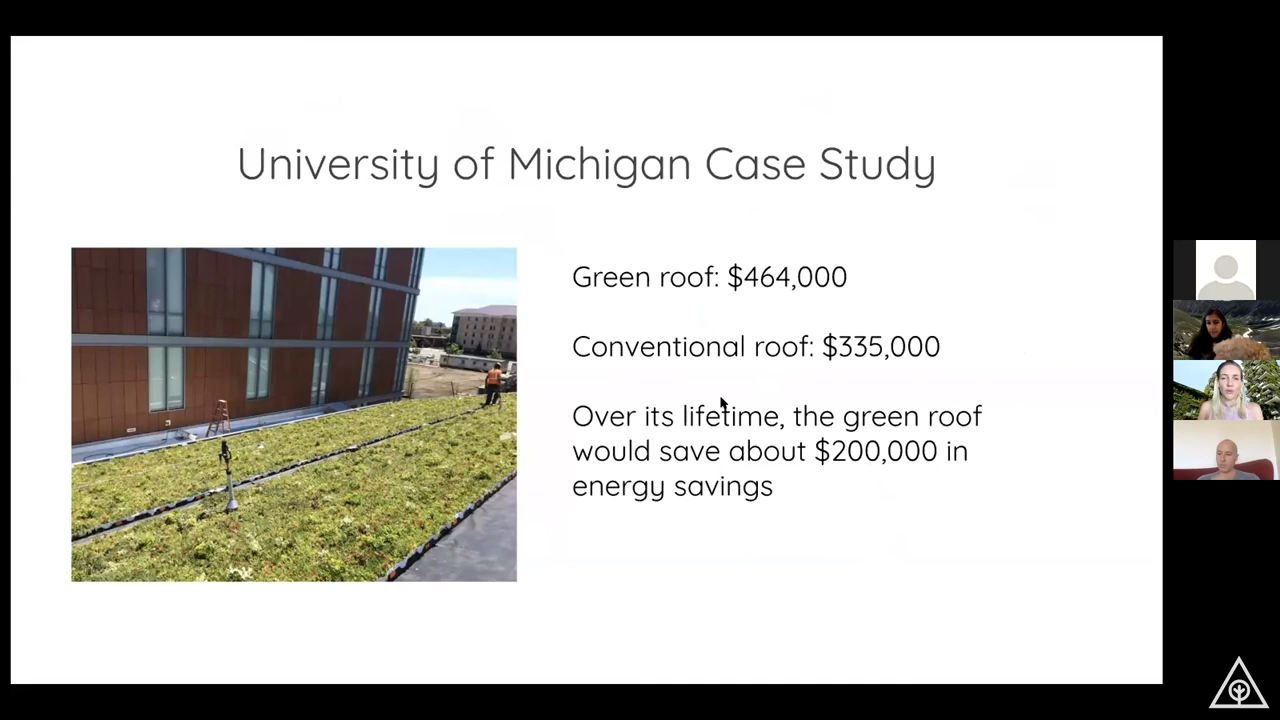 University of Michigan Case Study
Green roof: $464,000
Conventional roof: $335,000
Over its lifetime, the green roof
would save about $200,000 in
energy savings